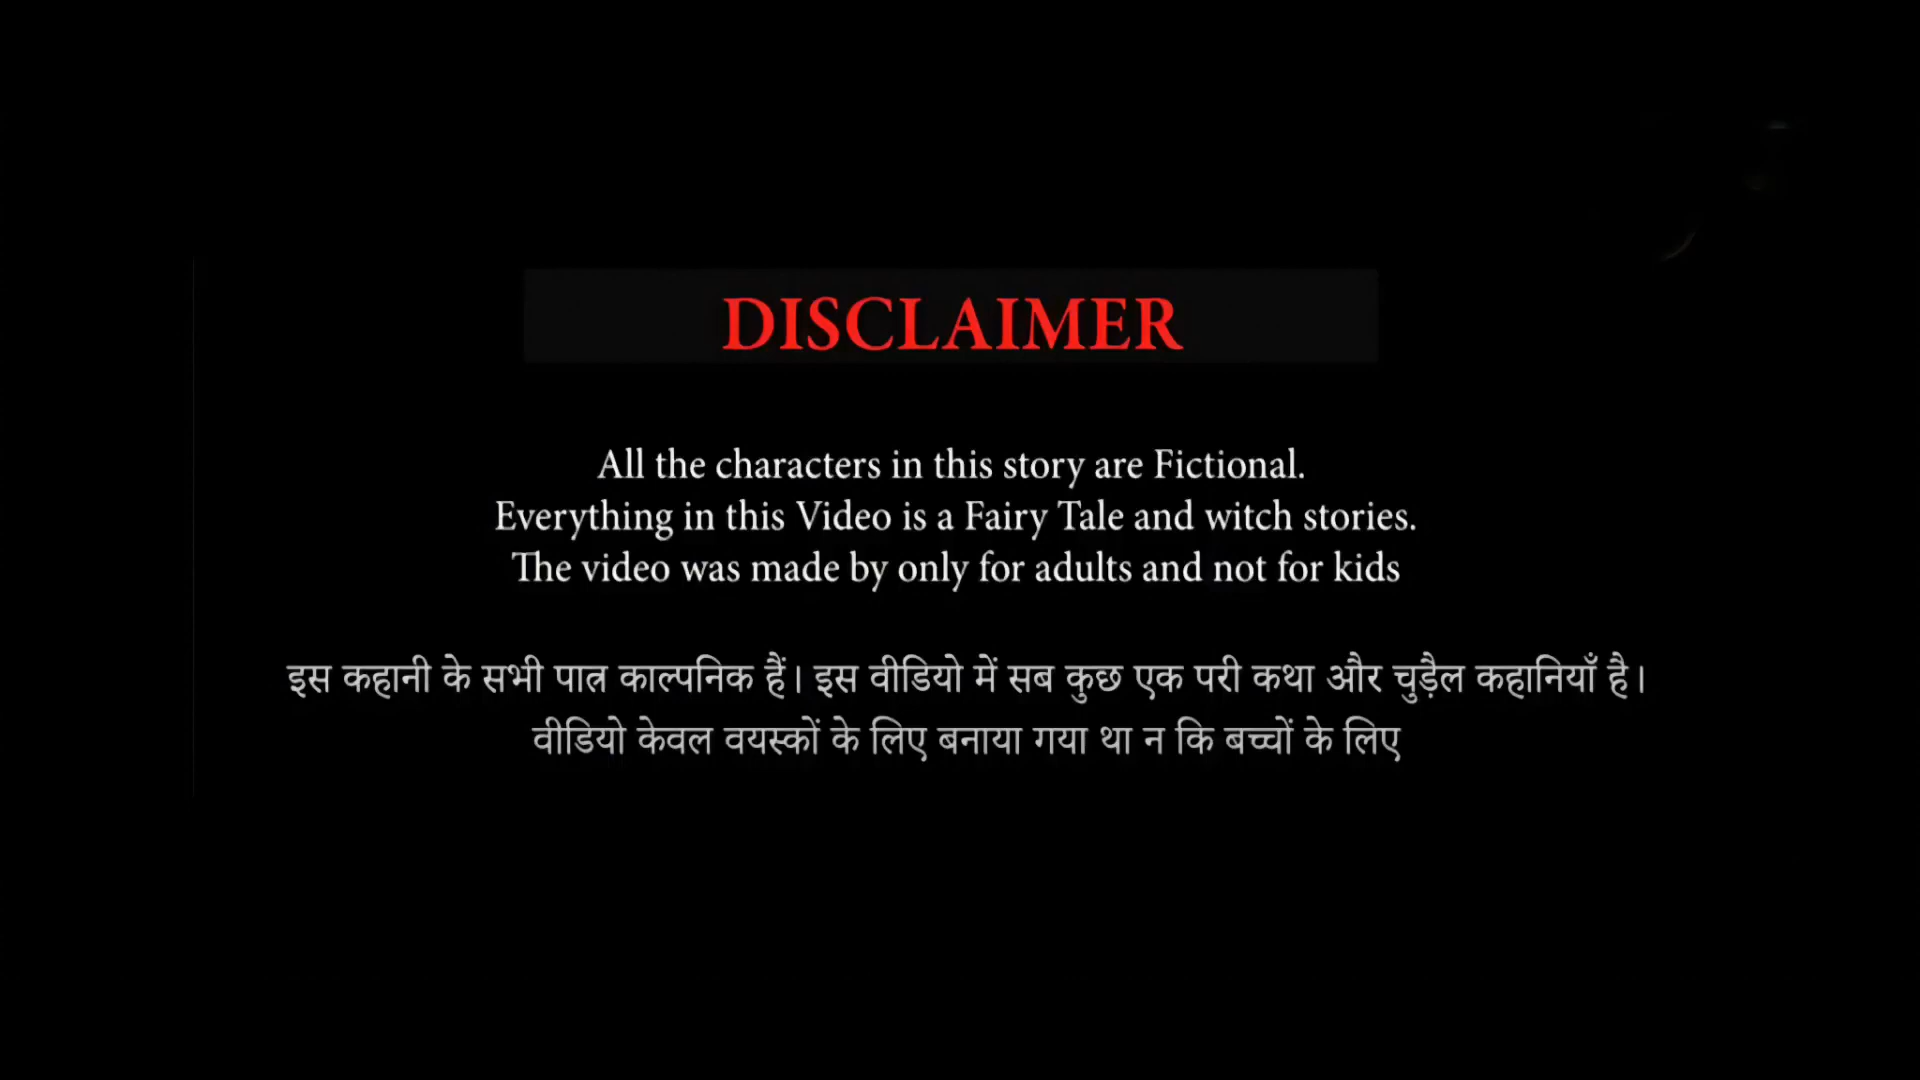 DISCLAIMER
All the characters in this story are Fictional.
Everything in this Video is a Fairy Tale and witch stories.
The video was made by only for adults and not for kids
इस कहानी के सभी पात्र काल्पनिक हैं। इस वीडियो में सब कुछ एक परी कथा और चुड़ैल कहानियाँ है।
वीडियो केवल वयस्कों के लिए बनाया गया था न कि बच्चों के लिए